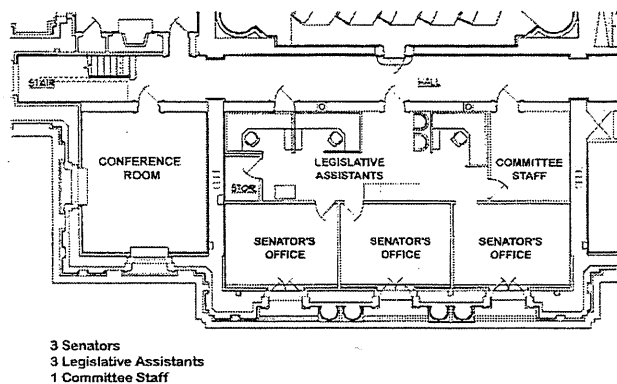 STAIR
HALL
CONFERENCE
ROOM
LEGISLATIVE
ASSISTANTS
COMMITTEE
STAFF
STOR
SENATOR'S
OFFICE
SENATOR'S
OFFICE
SENATOR'S
OFFICE
3 Senators
3 Legislative Assistants
1 Committee Staff